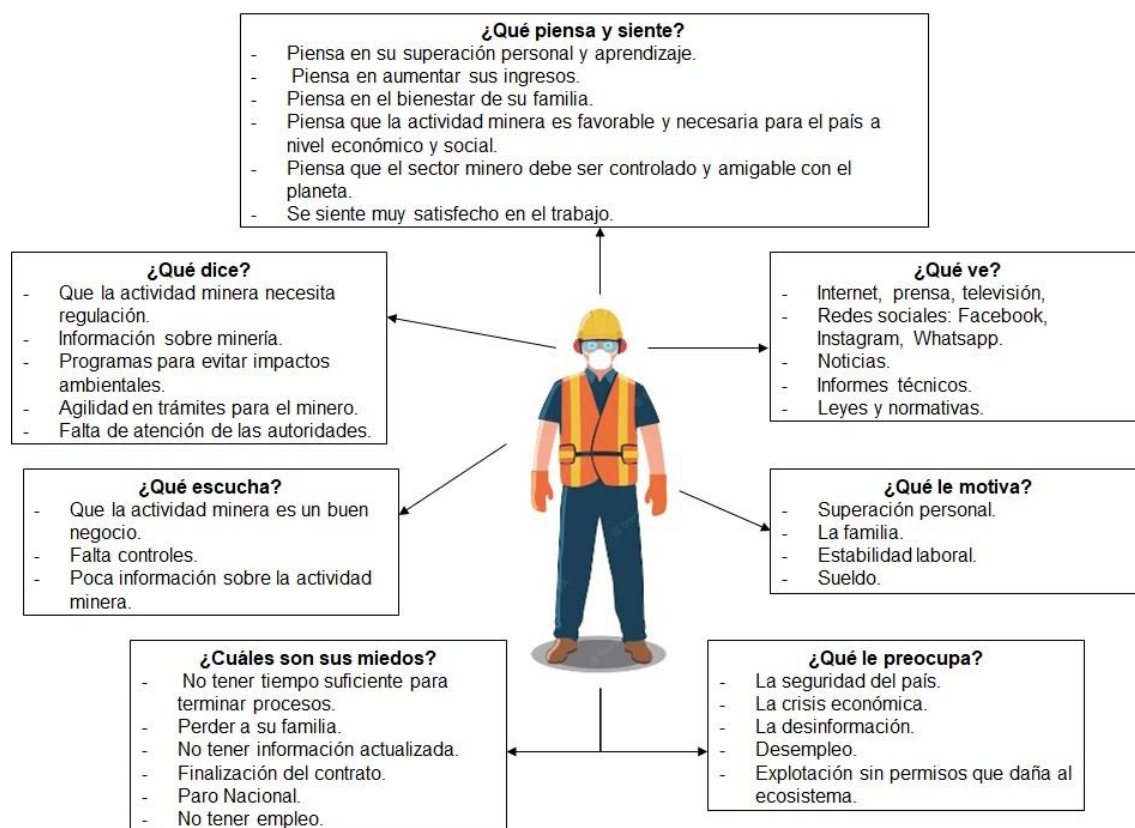 ¿Qué piensa y siente?
- Piensa en su superación personal y aprendizaje.
- Piensa en aumentar sus ingresos.
- Piensa en el bienestar de su familia.
- Piensa que la actividad minera es favorable y necesaria para el país a
nivel económico y social.
- Piensa que el sector minero debe ser controlado y amigable con el
planeta.
- Se siente muy satisfecho en el trabajo.
¿Qué dice?
- Que la actividad minera necesita
regulación.
- Información sobre minería.
- Programas para evitar impactos
ambientales.
- Agilidad en trámites para el minero.
- Falta de atención de las autoridades.
¿Qué ve?
- Internet, prensa, televisión,
- Redes sociales: Facebook,
Instagram, Whatsapp.
- Noticias.
- Informes técnicos.
- Leyes y normativas.
¿Qué escucha?
- Que la actividad minera es un buen
negocio.
- Falta controles.
- Poca información sobre la actividad
minera.
¿Qué le motiva?
- Superación personal.
- La familia.
- Estabilidad laboral.
- Sueldo.
¿Cuáles son sus miedos?
- No tener tiempo suficiente para
terminar procesos.
- Perder a su familia.
- No tener información actualizada.
- Finalización del contrato.
- Paro Nacional.
- No tener empleo.
¿Qué le preocupa?
- La seguridad del país.
- La crisis económica.
- La desinformación.
- Desempleo.
- Explotación sin permisos que daña al
ecosistema.